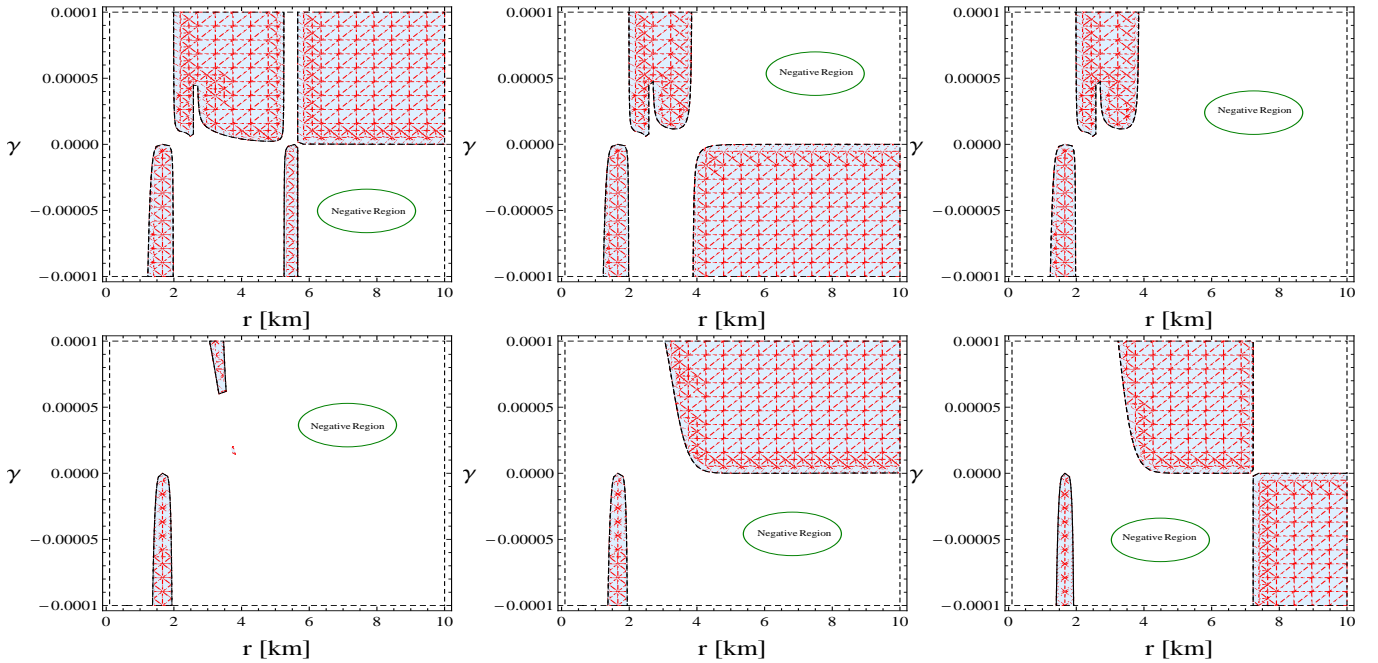 0.0001 0.0001 0.0001
Negative Region
Negative Region
0.00005 0.00005 0.00005
Negative Region
γ 0.0000 γ 0.0000 γ 0.0000
-0.00005 -0.00005 -0.00005
Negative Region
-0.0001 -0.0001 -0.0001
0 2 4 6 8 10 0 2 4 6 8 10 0 2 4 6 8 10
r [km] r [km] r [km]
0.0001 0.0001 0.0001
0.00005 0.00005 0.00005
Negative Region
γ 0.0000 γ 0.0000 γ 0.0000
-0.00005 -0.00005 -0.00005
Negative Region Negative Region
-0.0001 -0.0001 -0.0001
0 2 4 6 8 10 0 2 4 6 8 10 0 2 4 6 8 10
r [km] r [km] r [km]